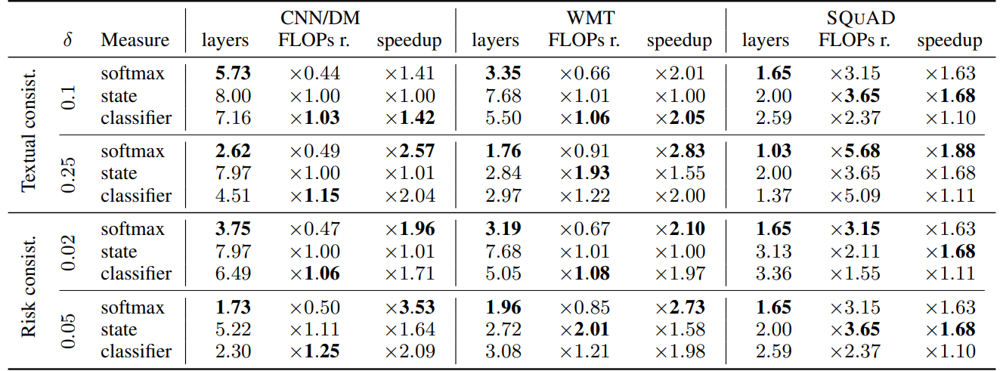 CNN/DM WMT SQUAD
δ Measure layers FLOPs r. speedup layers FLOPs r. speedup layers FLOPs r. speedup
Textual consist.
0.1
softmax 5.73 ×0.44 ×1.41 3.35 ×0.66 ×2.01 1.65 ×3.15 ×1.63
state 8.00 ×1.00 ×1.00 7.68 ×1.01 ×1.00 2.00 ×3.65 ×1.68
classifier 7.16 ×1.03 ×1.42 5.50 ×1.06 ×2.05 2.59 ×2.37 ×1.10
0.25
softmax 2.62 ×0.49 ×2.57 1.76 ×0.91 ×2.83 1.03 ×5.68 ×1.88
state 7.97 ×1.00 ×1.01 2.84 ×1.93 ×1.55 2.00 ×3.65 ×1.68
classifier 4.51 ×1.15 ×2.04 2.97 ×1.22 ×2.00 1.37 ×5.09 ×1.11
Risk consist.
0.02
softmax 3.75 ×0.47 ×1.96 3.19 ×0.67 ×2.10 1.65 ×3.15 ×1.63
state 7.97 ×1.00 ×1.01 7.68 ×1.01 ×1.00 3.13 ×2.11 ×1.68
classifier 6.49 ×1.06 ×1.71 5.05 ×1.08 ×1.97 3.36 ×1.55 ×1.11
0.05
softmax 1.73 ×0.50 ×3.53 1.96 ×0.85 ×2.73 1.65 ×3.15 ×1.63
state 5.22 ×1.11 ×1.64 2.72 ×2.01 ×1.58 2.00 ×3.65 ×1.68
classifier 2.30 ×1.25 ×2.09 3.08 ×1.21 ×1.98 2.59 ×2.37 ×1.10